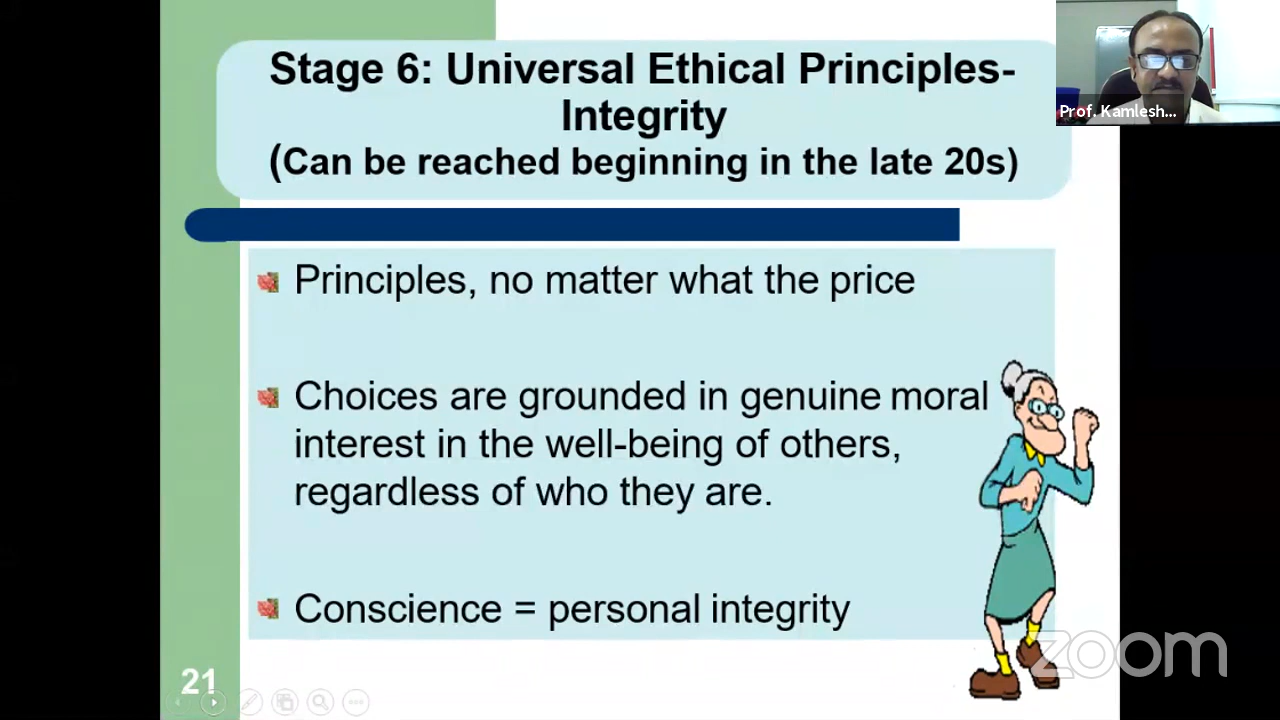 Stage 6: Universal Ethical Principles-
Integrity
(Can be reached beginning in the late 20s)
Prof. Kamlesh...
Principles, no matter what the price
Choices are grounded in genuine moral
interest in the well-being of others,
regardless of who they are.
Conscience = personal integrity
21
zoom